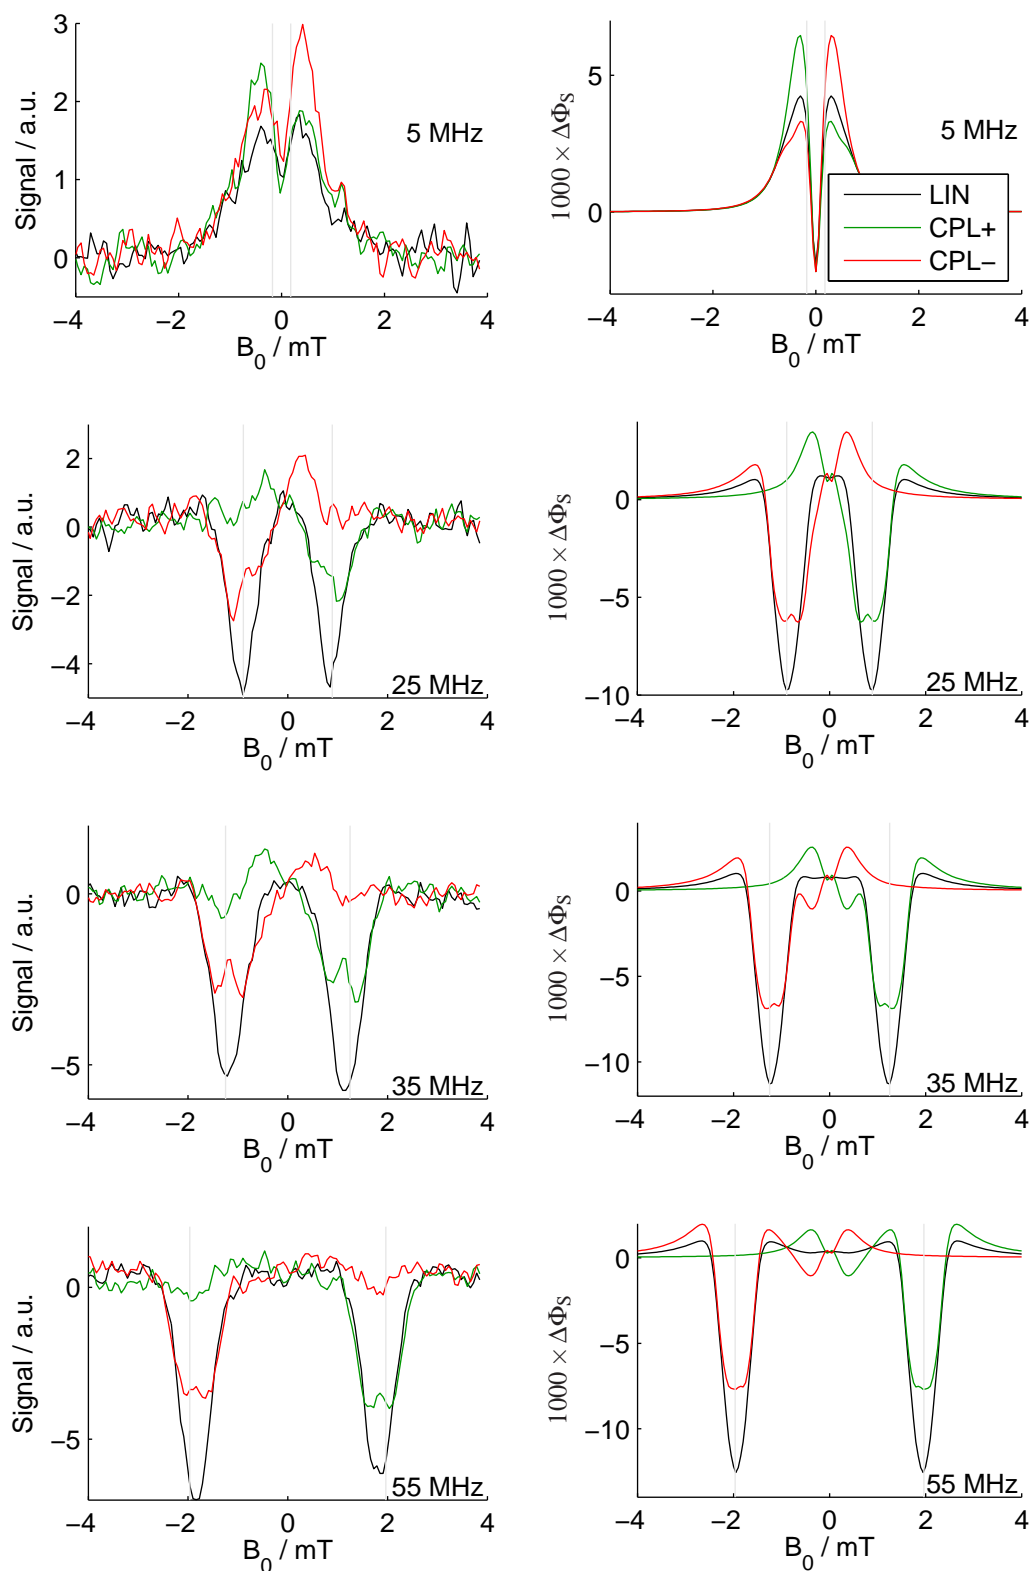 3
2
1
0
Signal / a.u.
5 MHz
−4 −2 0 2 4
B0 / mT
5
0
1000 × ΔΦS
5 MHz
LIN
CPL+
CPL−
−4 −2 0 2 4
B0 / mT
2
0
−2
−4
Signal / a.u.
25 MHz
−4 −2 0 2 4
B0 / mT
0
−5
−10
1000 × ΔΦS
25 MHz
−4 −2 0 2 4
B0 / mT
0
−5
Signal / a.u.
35 MHz
−4 −2 0 2 4
B0 / mT
0
−5
−10
1000 × ΔΦS
35 MHz
−4 −2 0 2 4
B0 / mT
0
−5
Signal / a.u.
55 MHz
−4 −2 0 2 4
B0 / mT
0
−5
−10
1000 × ΔΦS
55 MHz
−4 −2 0 2 4
B0 / mT